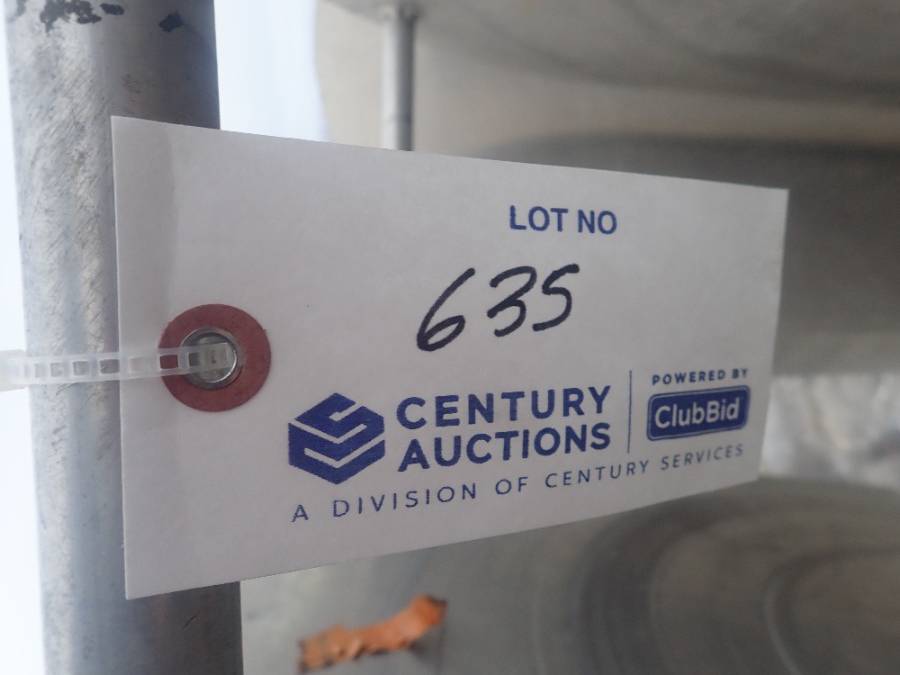 LOT NO
635
CENTURY
AUCTIONS
POWERED BY
ClubBid
A DIVISION OF CENTURY SERVICES